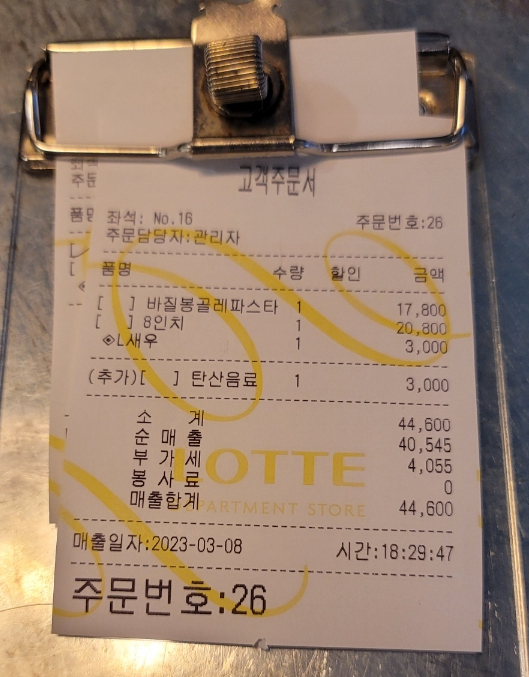 고객주문서
좌석: No.16 주문번호:26
주문담당자:관리자
품명 수량 할인 금액
[ ] 바질봉골레파스타 1 17,800
[ ] 8인치 1 20,800
◈L새우 1 3,000
(추가)[ ] 탄산음료 1 3,000
소 계 44,600
순 매 출 40,545
부 가 세 4,055
봉 사 료 0
매출합계 44,600
LOTTE
DEPARTMENT STORE
매출일자:2023-03-08 시간:18:29:47
주문번호:26